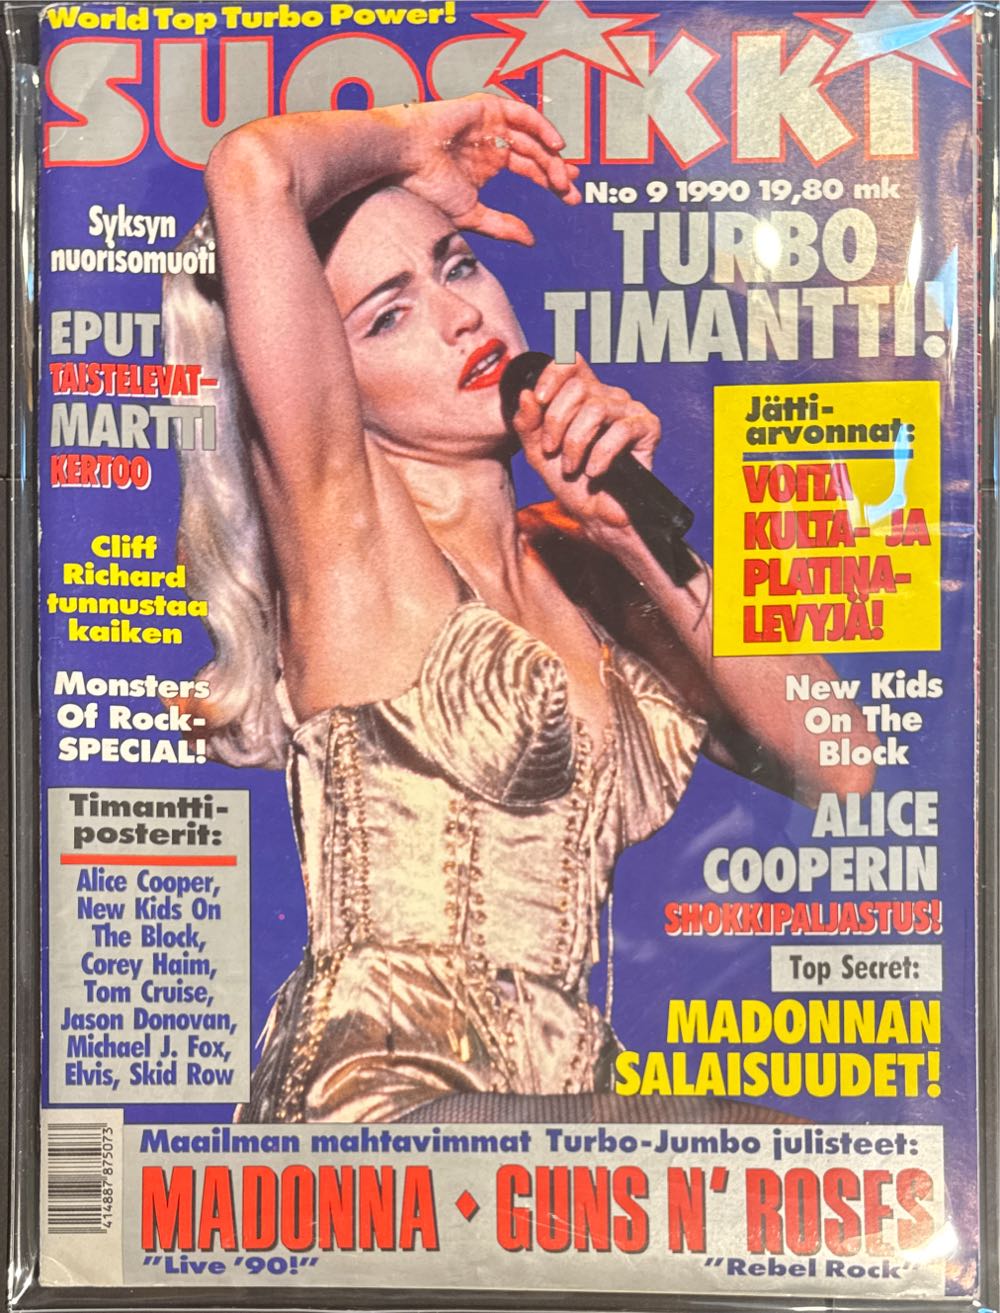 World Top Turbo Power!
SUOSIKKI
N:o 9 1990 19,80 mk
TURBO
TIMANTTI!
Syksyn
nuorisomuoti
EPUT
TAISTELEVAT–
MARTTI
KERTOO
Cliff
Richard
tunnustaa
kaiken
Monsters
Of Rock-
SPECIAL!
Timantti-
posterit:
Alice Cooper,
New Kids On
The Block,
Corey Haim,
Tom Cruise,
Jason Donovan,
Michael J. Fox,
Elvis, Skid Row
Jätti-
arvonnat:
VOITA
KULTA- JA
PLATINA-
LEVYJÄ!
New Kids
On The
Block
ALICE
COOPERIN
SHOKKIPALJASTUS!
Top Secret:
MADONNAN
SALAISUUDET!
Maailman mahtavimmat Turbo-Jumbo julisteet:
MADONNA ♦ GUNS N' ROSES
"Live '90!" "Rebel Rock"
4 414887 875073